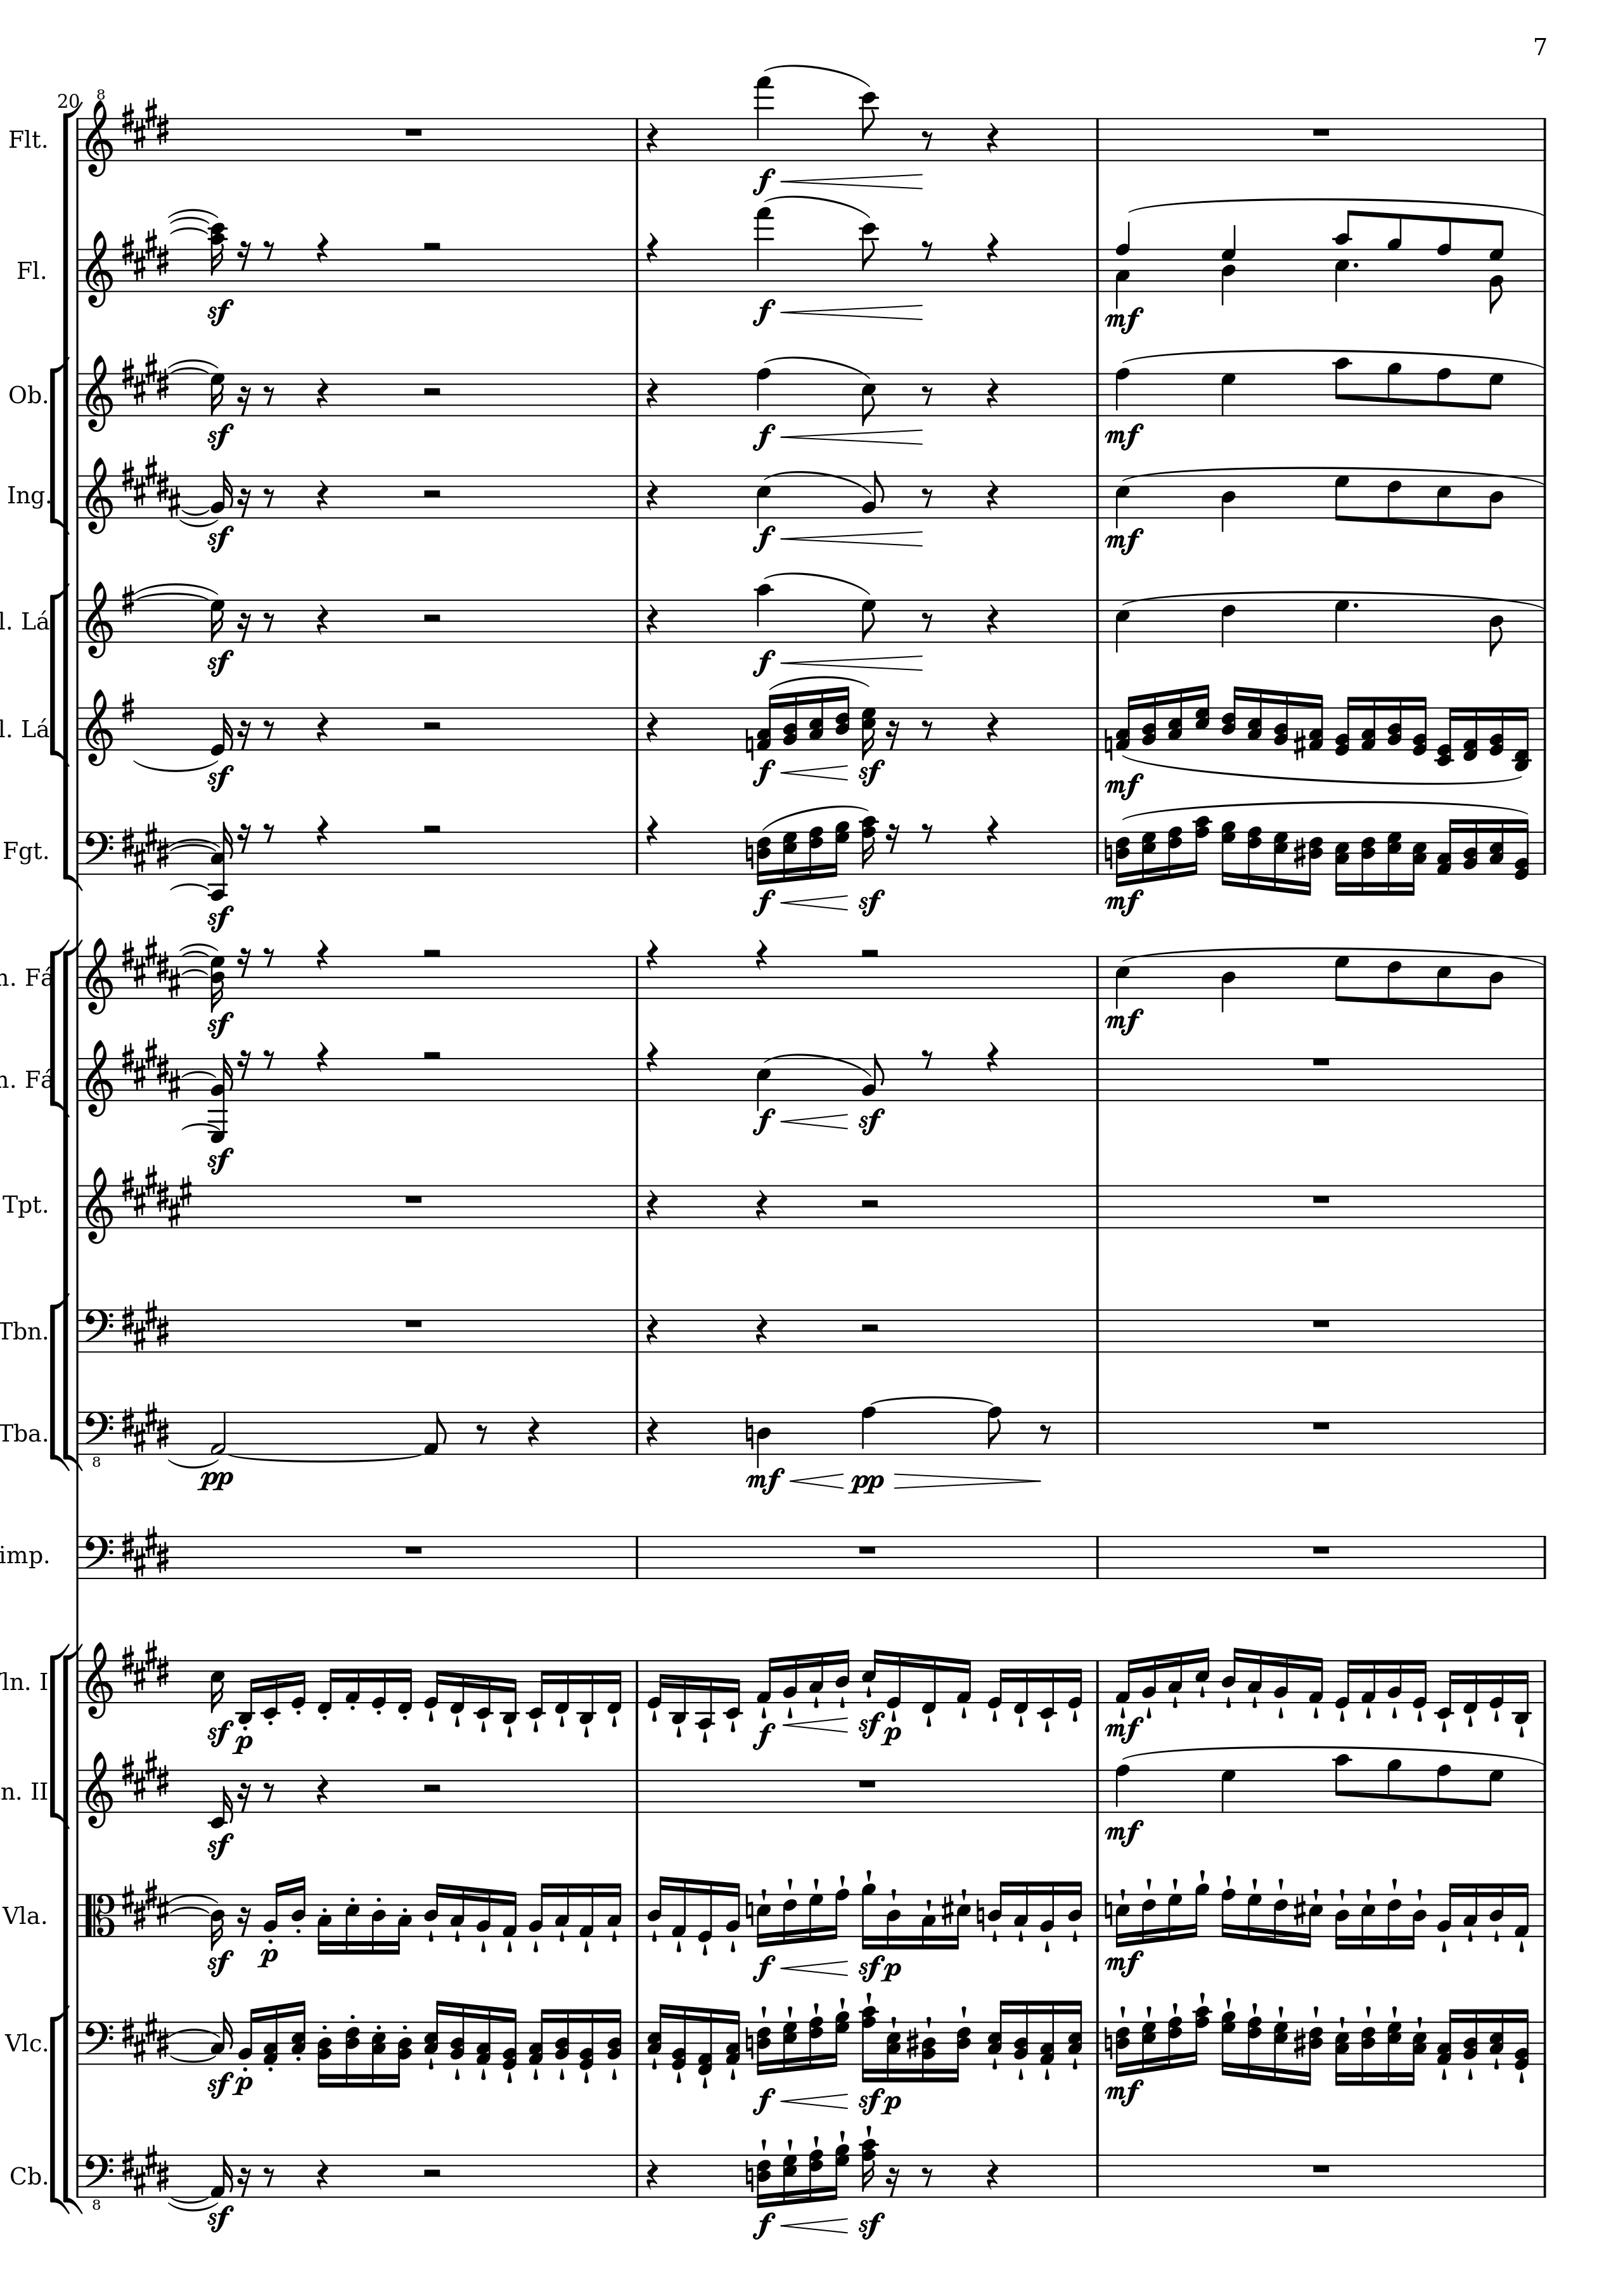 7
20
8
Flt.
f
Fl.
sf f mf
Ob.
sf f mf
Ing.
sf f mf
l. Lá
sf f
l. Lá
sf f sf mf
Fgt.
sf f sf mf
n. Fá
sf mf
n. Fá
sf f sf
Tpt.
Tbn.
Tba.
8
pp mf pp
imp.
ln. I
sf p f sf p mf
n. II
sf mf
Vla.
sf p f sf p mf
Vlc.
sf p f sf p mf
Cb.
8
sf f sf